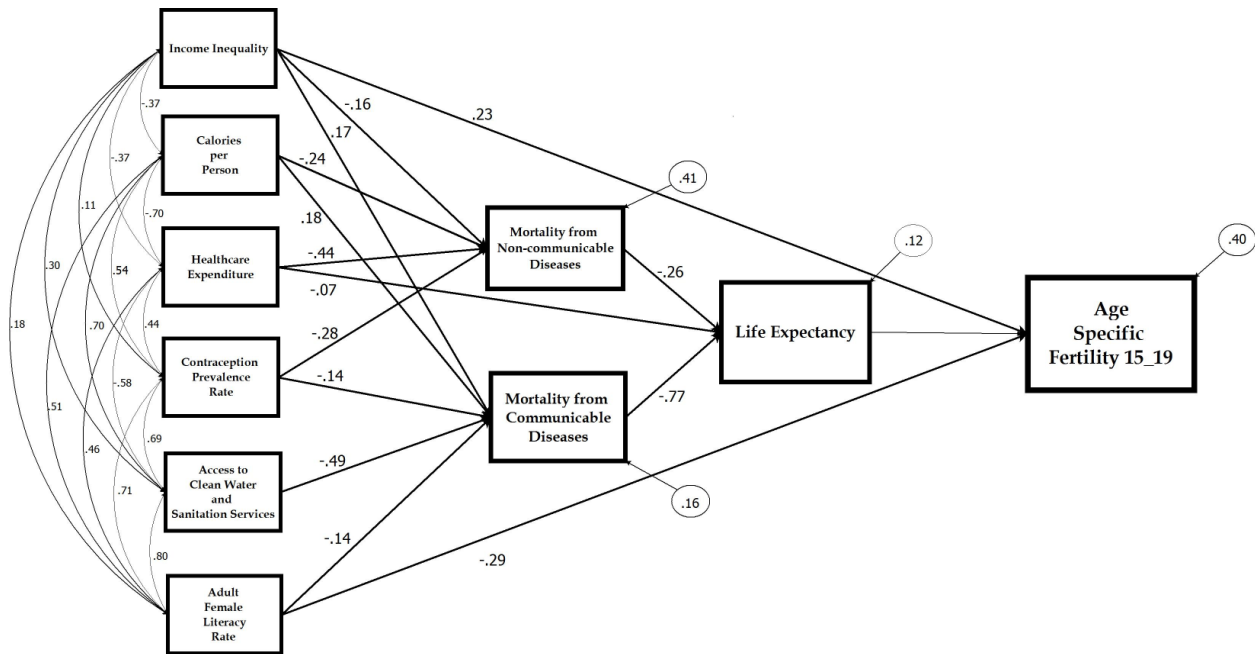 Income Inequality
-.37
-.16
.23
.17
Calories
per
Person
-.37
-.24
.41
.11
-.70
.18
Mortality from
Non-communicable
Diseases
.12
.40
Healthcare
Expenditure
-.44
.30
.54
-.07
-.26
Age
Specific
Fertility 15_19
.18
.70
.44
-.28
Life Expectancy
Contraception
Prevalence
Rate
-.58
-.14
-.77
.51
Mortality from
Communicable
Diseases
.46
.69
Access to
Clean Water
and
Sanitation Services
-.49
.71
.16
-.14
.80
-.29
Adult
Female
Literacy
Rate